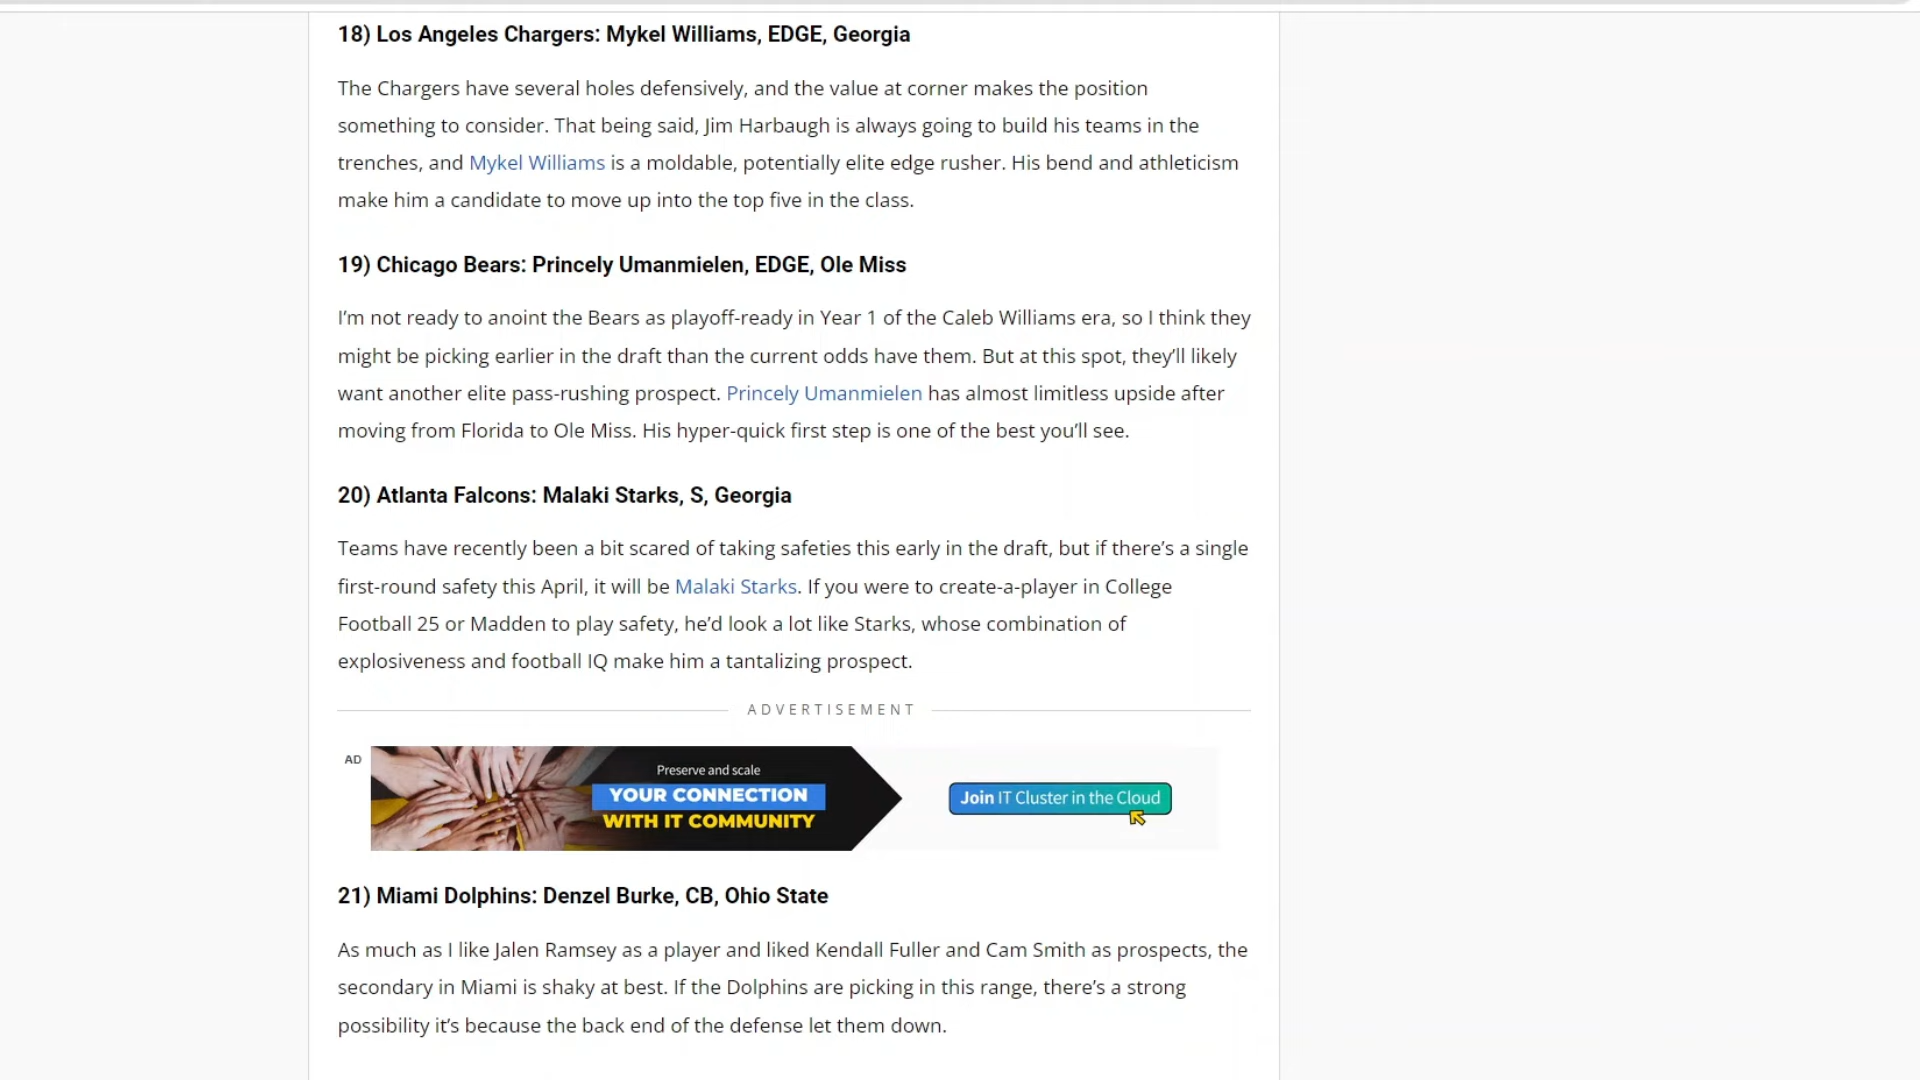 18) Los Angeles Chargers: Mykel Williams, EDGE, Georgia
The Chargers have several holes defensively, and the value at corner makes the position
something to consider. That being said, Jim Harbaugh is always going to build his teams in the
trenches, and Mykel Williams is a moldable, potentially elite edge rusher. His bend and athleticism
make him a candidate to move up into the top five in the class.
19) Chicago Bears: Princely Umanmielen, EDGE, Ole Miss
I’m not ready to anoint the Bears as playoff-ready in Year 1 of the Caleb Williams era, so I think they
might be picking earlier in the draft than the current odds have them. But at this spot, they’ll likely
want another elite pass-rushing prospect. Princely Umanmielen has almost limitless upside after
moving from Florida to Ole Miss. His hyper-quick first step is one of the best you’ll see.
20) Atlanta Falcons: Malaki Starks, S, Georgia
Teams have recently been a bit scared of taking safeties this early in the draft, but if there’s a single
first-round safety this April, it will be Malaki Starks. If you were to create-a-player in College
Football 25 or Madden to play safety, he’d look a lot like Starks, whose combination of
explosiveness and football IQ make him a tantalizing prospect.
ADVERTISEMENT
AD
Preserve and scale
YOUR CONNECTION
WITH IT COMMUNITY
Join IT Cluster in the Cloud
21) Miami Dolphins: Denzel Burke, CB, Ohio State
As much as I like Jalen Ramsey as a player and liked Kendall Fuller and Cam Smith as prospects, the
secondary in Miami is shaky at best. If the Dolphins are picking in this range, there’s a strong
possibility it’s because the back end of the defense let them down.